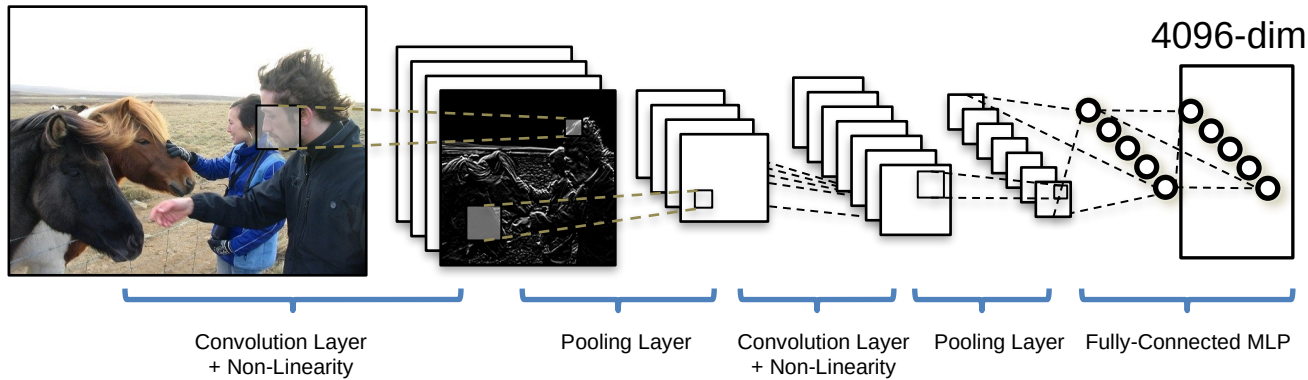 4096-dim
Convolution Layer
+ Non-Linearity
Pooling Layer
Convolution Layer
+ Non-Linearity
Pooling Layer
Fully-Connected MLP